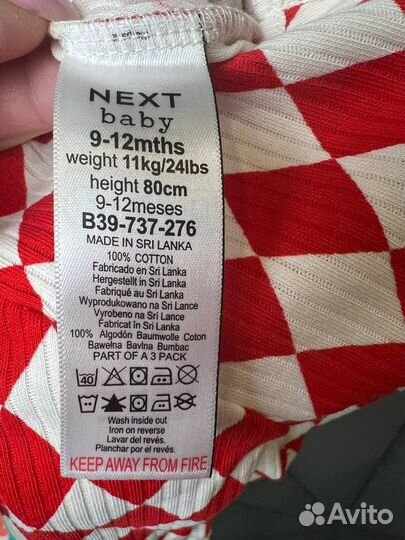 NEXT
baby
9-12mths
weight 11kg/24lbs
height 80cm
9-12meses
B39-737-276
MADE IN SRI LANKA
100% COTTON
Fabricado en Sri Lanka
Hergestellt in Sri Lanka
Fabriqué au Sri Lanka
Wyprodukowano na Sri Lance
Vyrobeno na Sri Lance
Fabricat în Sri Lanka
100% Algodón Baumwolle Coton
Bawełna Bavlna Bumbac
PART OF A 3 PACK
40
Wash inside out
Iron on reverse
Lavar del revés.
Planchar por el revés.
KEEP AWAY FROM FIRE
Avito